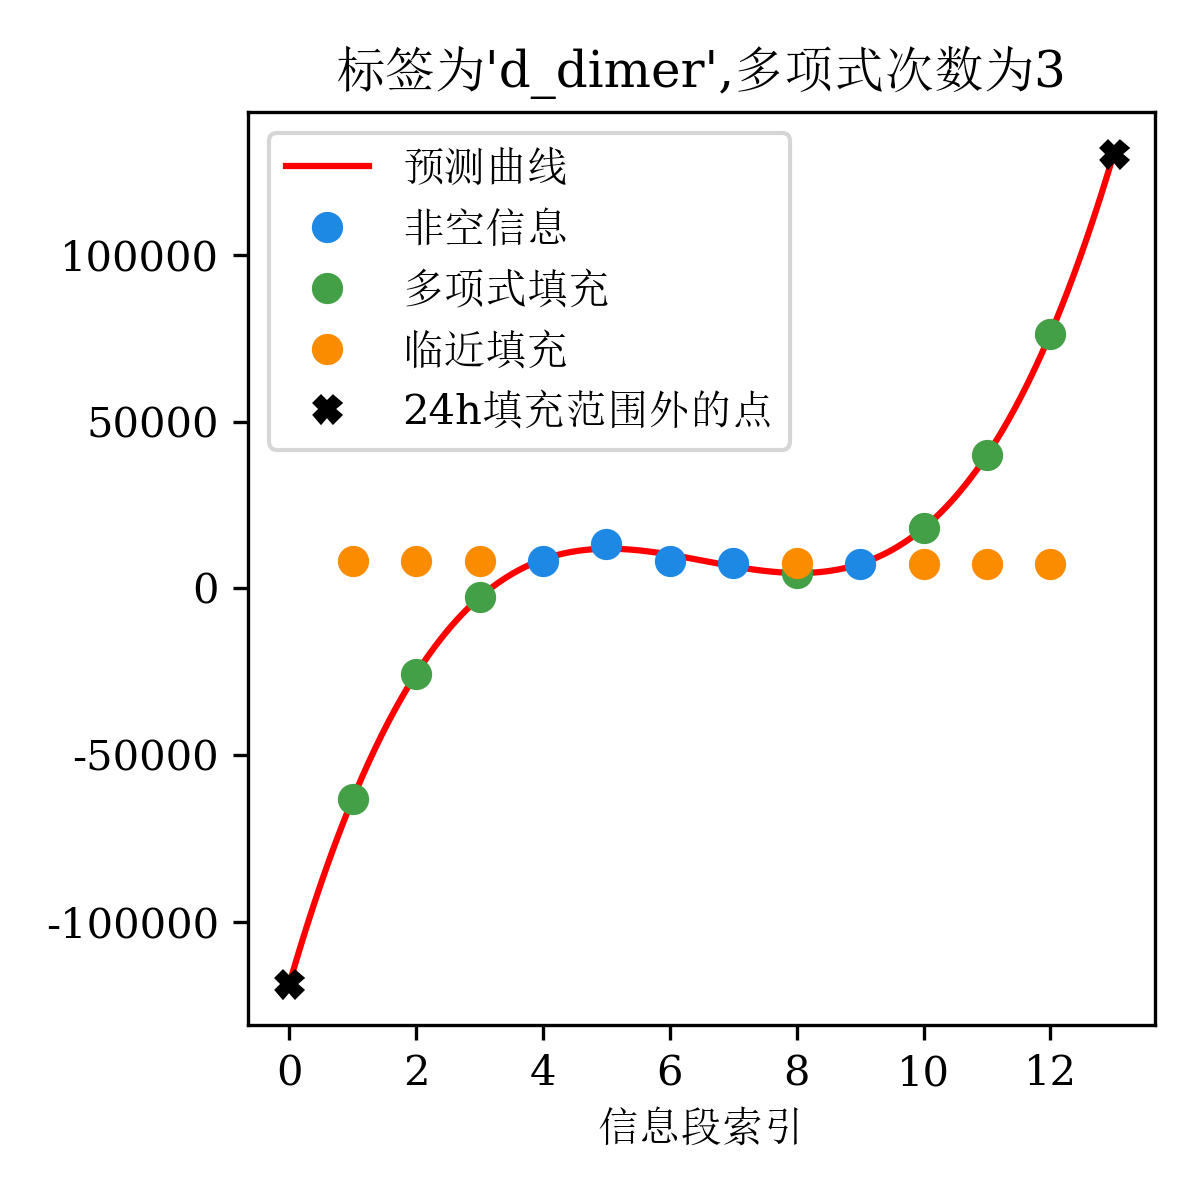 标签为'd_dimer',多项式次数为3
预测曲线
非空信息
多项式填充
临近填充
24h填充范围外的点
100000
50000
0
-50000
-100000
0 2 4 6 8 10 12
信息段索引